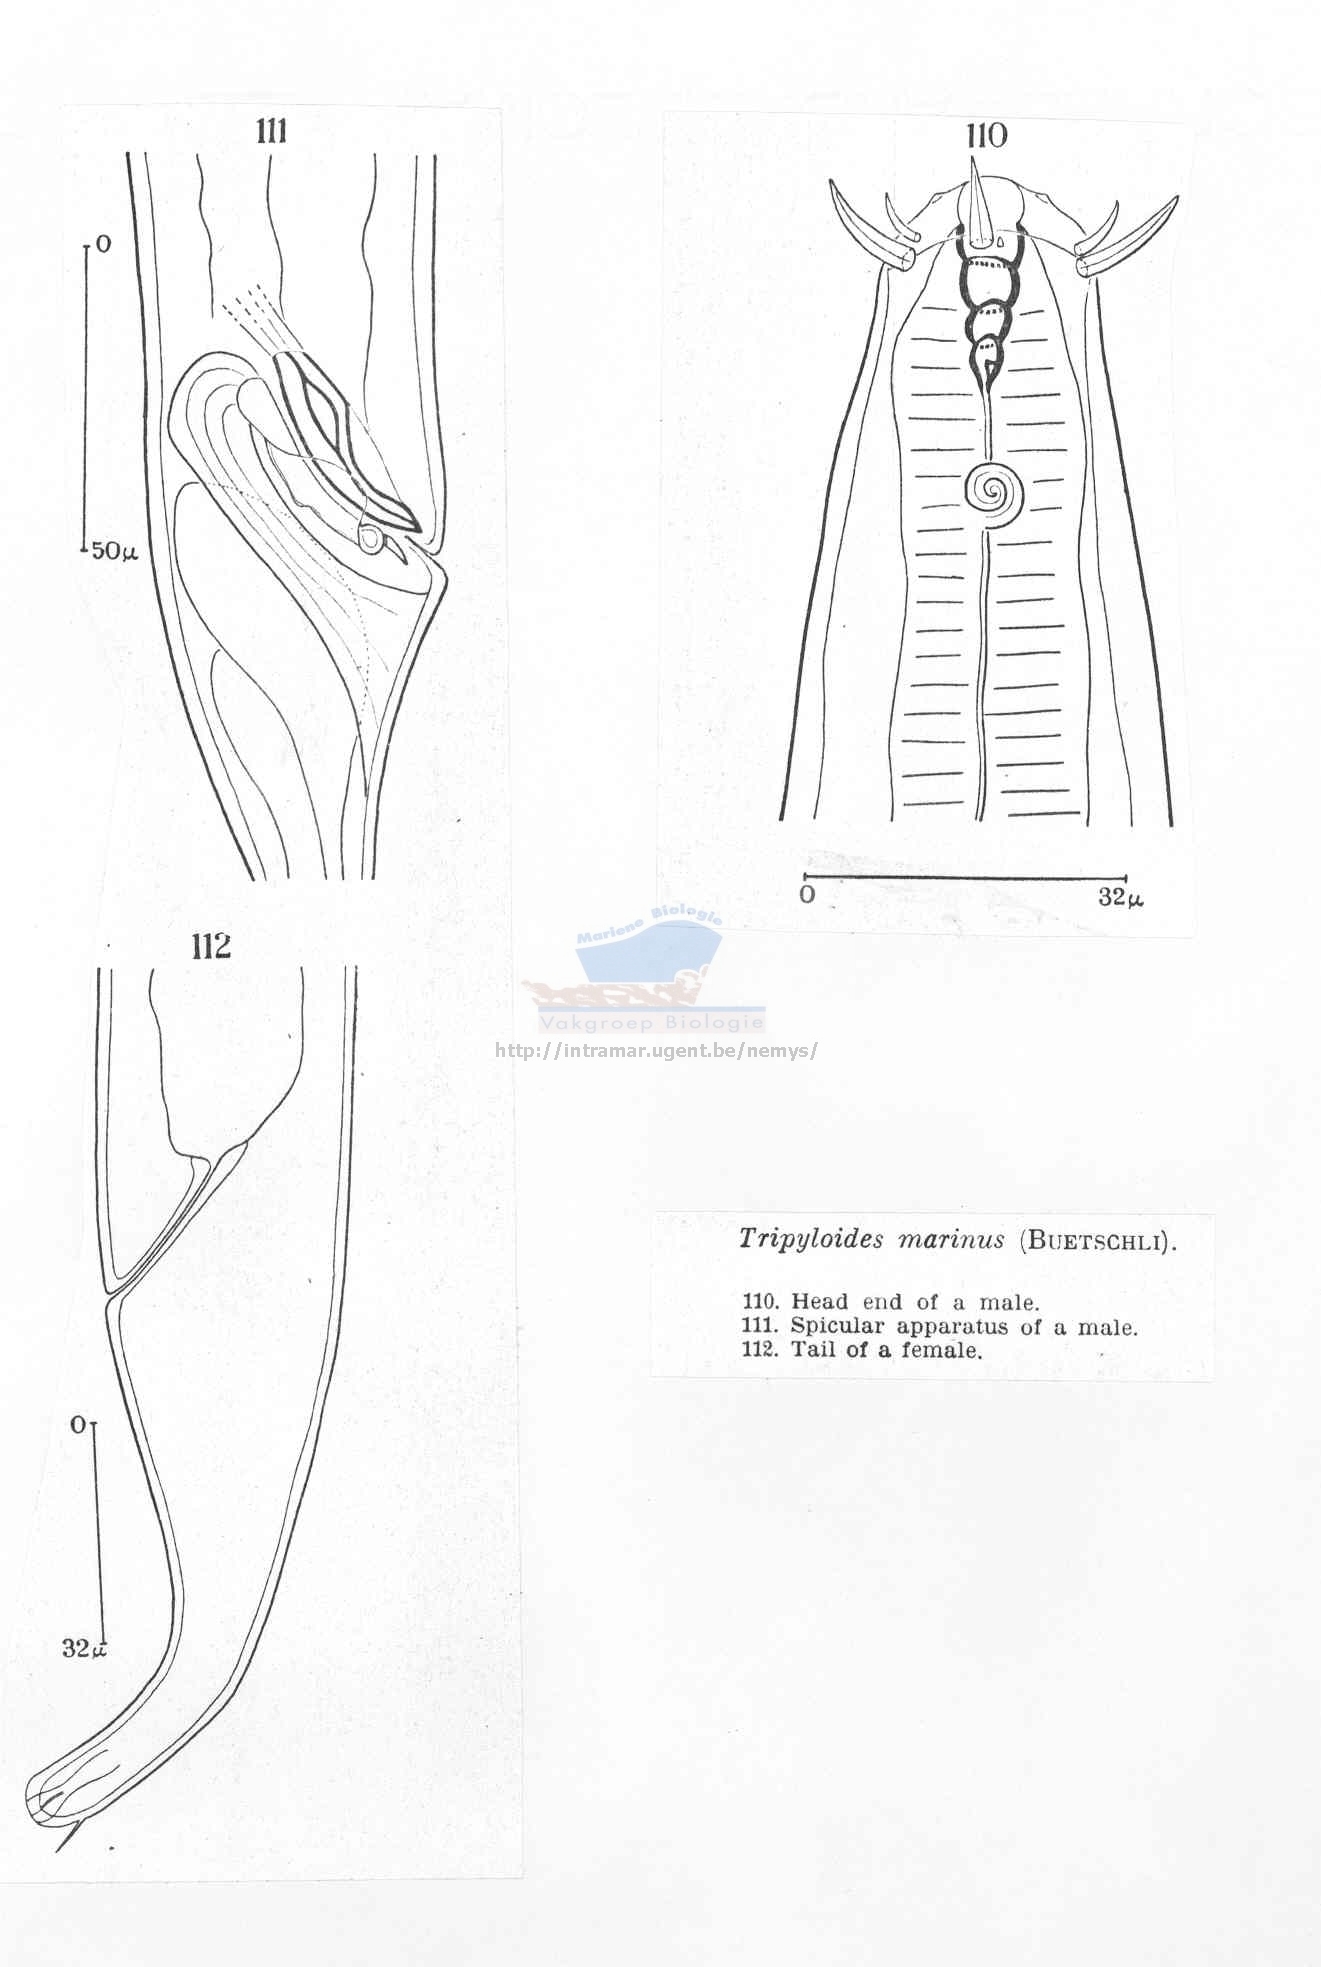 111
0
50µ
110
0
32µ
Mariene Biologie
Vakgroep Biologie
http://intramar.ugent.be/nemys/
112
0
32µ
Tripyloides marinus (BUETSCHLI).
110. Head end of a male.
111. Spicular apparatus of a male.
112. Tail of a female.